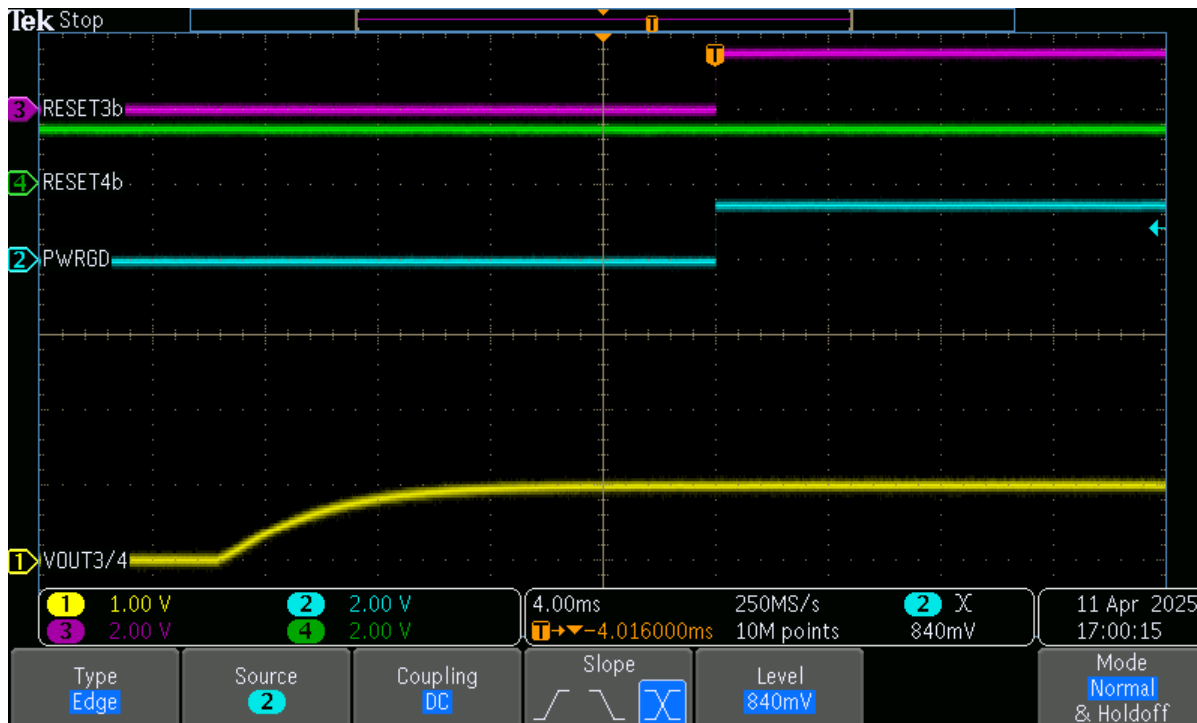 Tek Stop
T
T
3 RESET3b
4 RESET4b
2 PWRGD
1 VOUT3/4
1 1.00 V 2 2.00 V 4.00ms 250MS/s 2 11 Apr 2025
3 2.00 V 4 2.00 V T→▼−4.016000ms 10M points 840mV 17:00:15
Type Source Coupling Slope Level Mode
Edge 2 DC 840mV Normal
& Holdoff